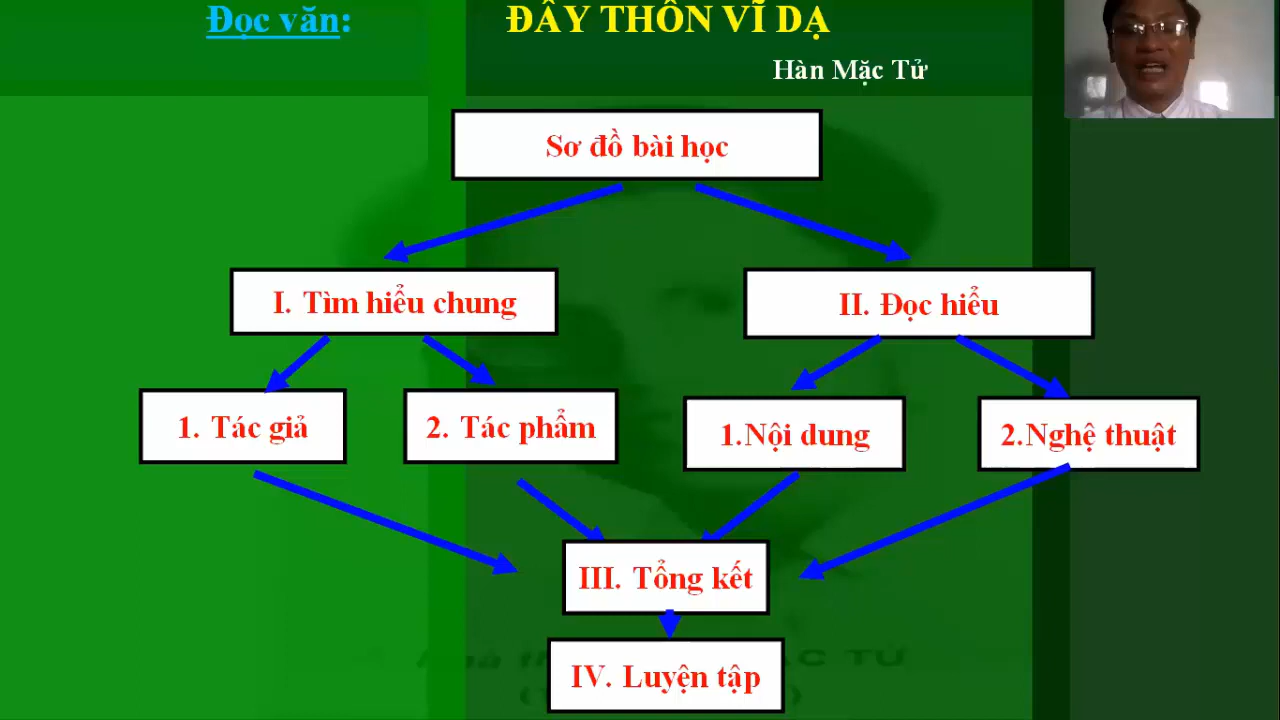 Đọc văn:
ĐÂY THÔN VĨ DẠ
Hàn Mặc Tử
Sơ đồ bài học
I. Tìm hiểu chung
II. Đọc hiểu
1. Tác giả
2. Tác phẩm
1.Nội dung
2.Nghệ thuật
III. Tổng kết
IV. Luyện tập